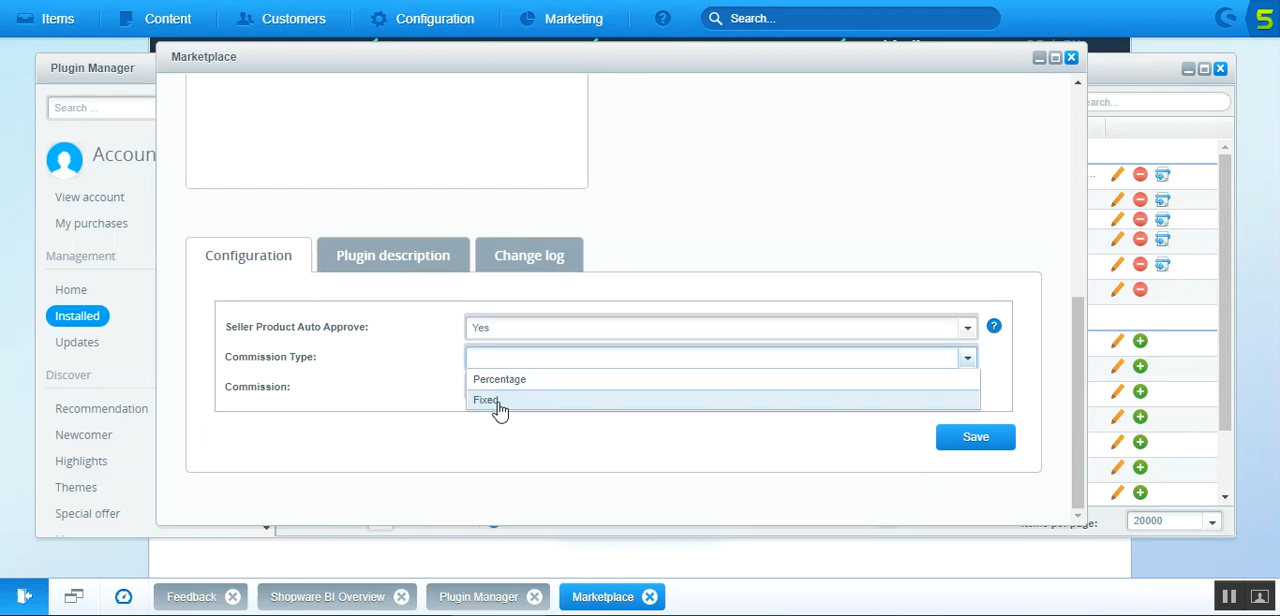 Items Content Customers Configuration Marketing ? Search...
Plugin Manager
Search ...
Account
View account
My purchases
Management
Home
Installed
Updates
Discover
Recommendation
Newcomer
Highlights
Themes
Special offer
Marketplace
Configuration Plugin description Change log
Seller Product Auto Approve: Yes ?
Commission Type:
Percentage
Fixed
Commission:
Save
earch...
...
Items per page: 20000
Feedback Shopware BI Overview Plugin Manager Marketplace